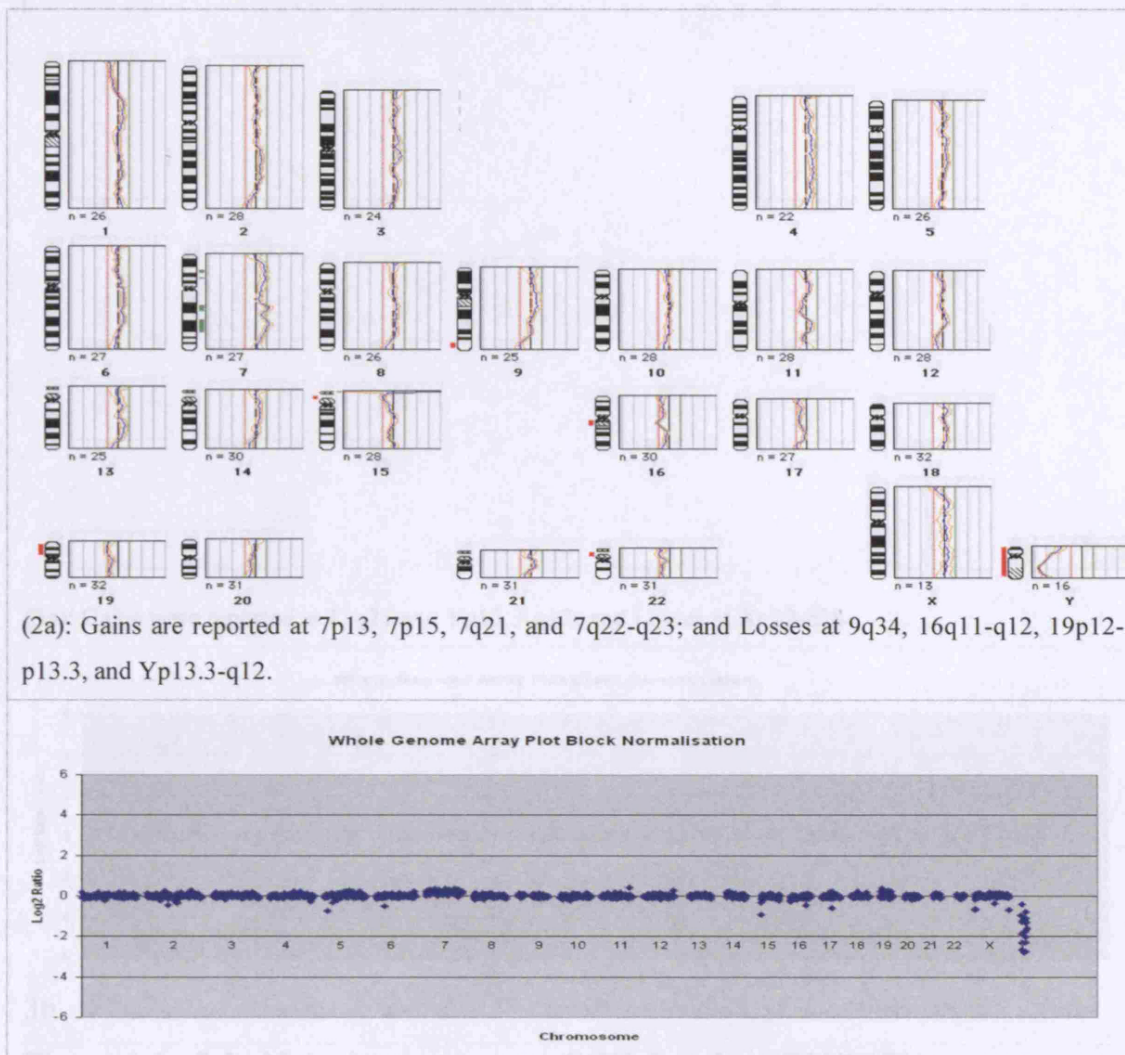 n = 26 n = 28 n = 24 n = 22 n = 26
1 2 3 4 5
n = 27 n = 27 n = 26 n = 25 n = 28 n = 28 n = 28
6 7 8 9 10 11 12
n = 25 n = 30 n = 28 n = 30 n = 27 n = 32
13 14 15 16 17 18
n = 32 n = 31 n = 31 n = 31 n = 13 n = 16
19 20 21 22 X Y
(2a): Gains are reported at 7p13, 7p15, 7q21, and 7q22-q23; and Losses at 9q34, 16q11-q12, 19p12-
p13.3, and Yp13.3-q12.
Whole Genome Array Plot Block Normalisation
6
4
2
0
-2
-4
-6
Log2 Ratio
1 2 3 4 5 6 7 8 9 10 11 12 13 14 15 16 17 18 19 20 21 22 X
Chromosome